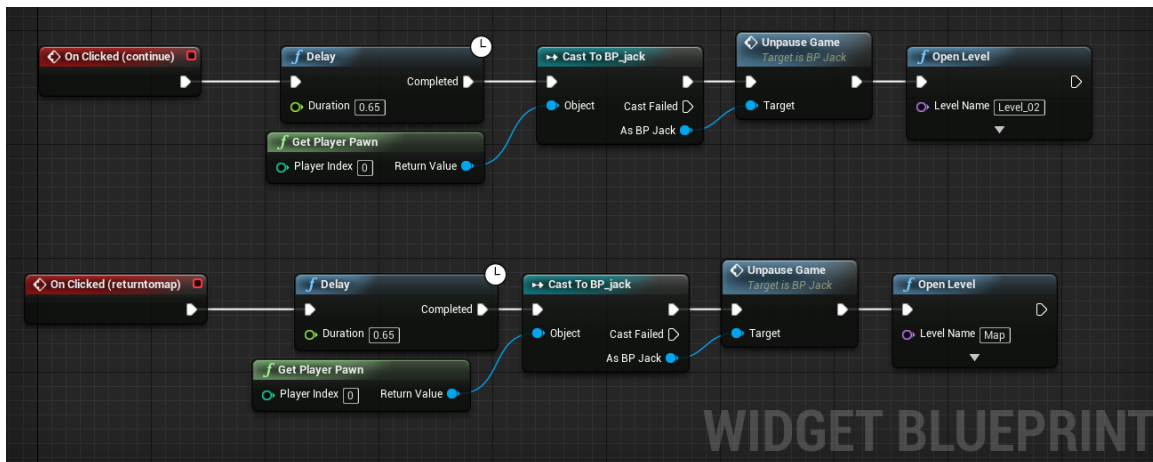 On Clicked (continue)
f Delay
Completed
Duration 0.65
f Get Player Pawn
Player Index 0 Return Value
Cast To BP_jack
Object Cast Failed
As BP Jack
Unpause Game
Target is BP Jack
Target
f Open Level
Level Name Level_02
On Clicked (returntomap)
f Delay
Completed
Duration 0.65
f Get Player Pawn
Player Index 0 Return Value
Cast To BP_jack
Object Cast Failed
As BP Jack
Unpause Game
Target is BP Jack
Target
f Open Level
Level Name Map
WIDGET BLUEPRINT